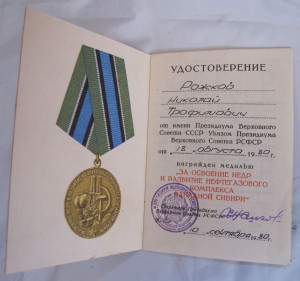 УДОСТОВЕРЕНИЕ
Рожков
Николай
Трофимович
от имени Президиума Верховного
Совета СССР Указом Президиума
Верховного Совета РСФСР
от 18 августа 1980 г.
награжден медалью
"ЗА ОСВОЕНИЕ НЕДР
И РАЗВИТИЕ НЕФТЕГАЗОВОГО
КОМПЛЕКСА
ЗАПАДНОЙ СИБИРИ"
РСФСР
10 сентября 1980 г.